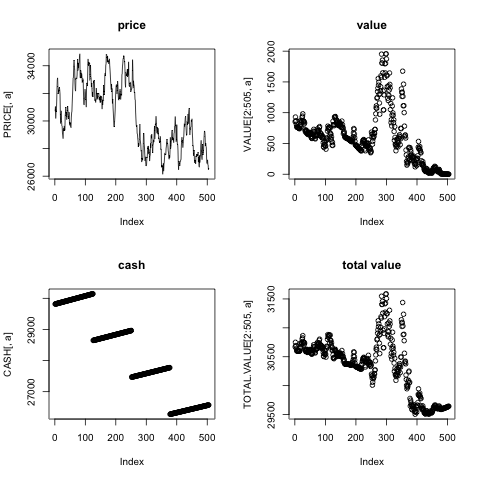 price
PRICE[, a]
34000
30000
26000
0 100 200 300 400 500
Index
value
VALUE[2:505, a]
2000
1500
1000
500
0
0 100 200 300 400 500
Index
cash
CASH[, a]
29000
27000
0 100 200 300 400 500
Index
total value
TOTAL.VALUE[2:505, a]
31500
30500
29500
0 100 200 300 400 500
Index